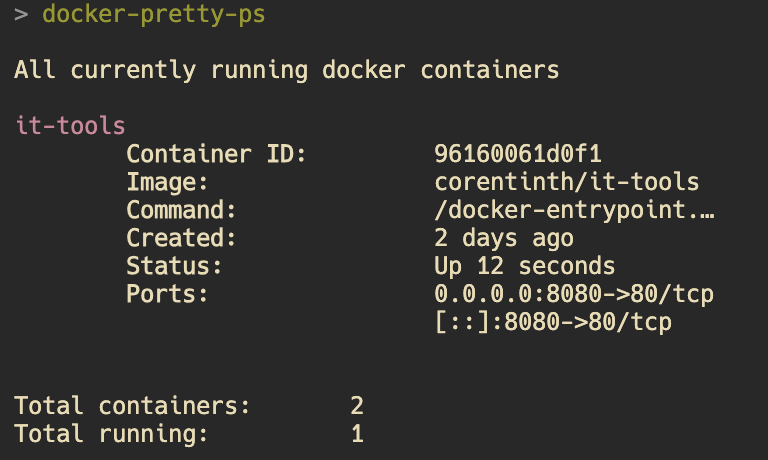 > docker-pretty-ps
All currently running docker containers
it-tools
Container ID: 96160061d0f1
Image: corentinth/it-tools
Command: /docker-entrypoint.…
Created: 2 days ago
Status: Up 12 seconds
Ports: 0.0.0.0:8080->80/tcp
[::]:8080->80/tcp
Total containers: 2
Total running: 1